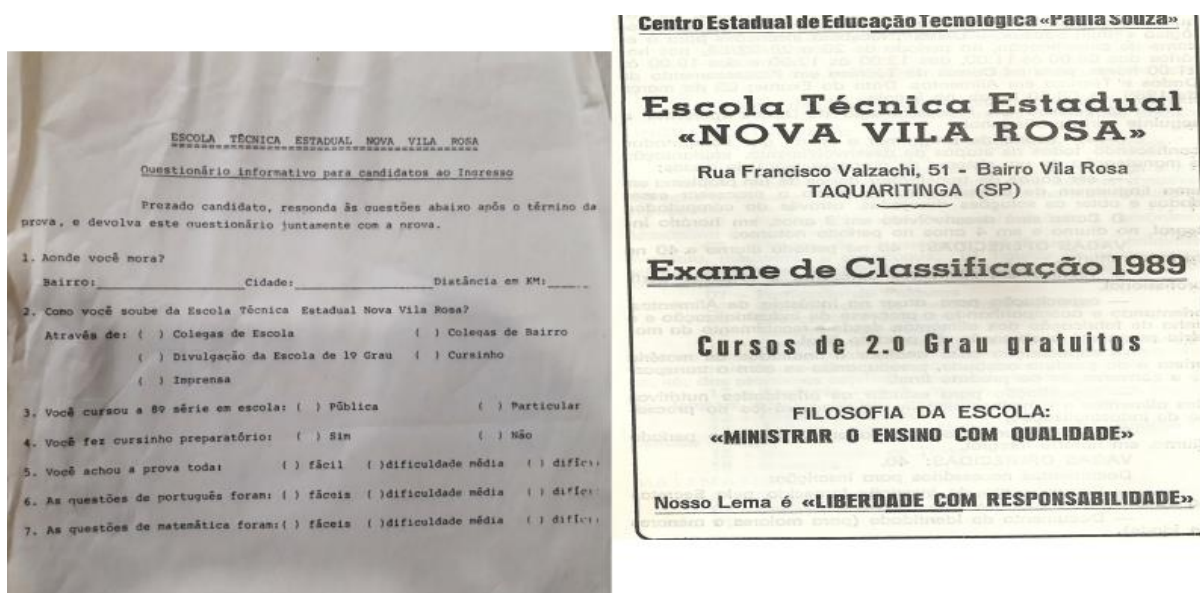 ESCOLA TÉCNICA ESTADUAL NOVA VILA ROSA
Questionário informativo para candidatos ao Ingresso
Prezado candidato, responda às questões abaixo após o término da
prova, e devolva este questionário juntamente com a prova.
1. Aonde você mora?
Bairro:____________ Cidade:____________ Distância em KM:_____
2. Como você soube da Escola Técnica Estadual Nova Vila Rosa?
Através de: ( ) Colegas de Escola ( ) Colegas de Bairro
( ) Divulgação da Escola de 1º Grau ( ) Cursinho
( ) Imprensa
3. Você cursou a 8ª série em escola: ( ) Pública ( ) Particular
4. Você fez cursinho preparatório: ( ) Sim ( ) Não
5. Você achou a prova toda: ( ) fácil ( )dificuldade média ( ) difíci
6. As questões de português foram: ( ) fáceis ( )dificuldade média ( ) difíci
7. As questões de matemática foram:( ) fáceis ( )dificuldade média ( ) difíci
Centro Estadual de Educação Tecnológica «Paula Souza»
Escola Técnica Estadual
«NOVA VILA ROSA»
Rua Francisco Valzachi, 51 - Bairro Vila Rosa
TAQUARITINGA (SP)
Exame de Classificação 1989
Cursos de 2.o Grau gratuitos
FILOSOFIA DA ESCOLA:
«MINISTRAR O ENSINO COM QUALIDADE»
Nosso Lema é «LIBERDADE COM RESPONSABILIDADE»